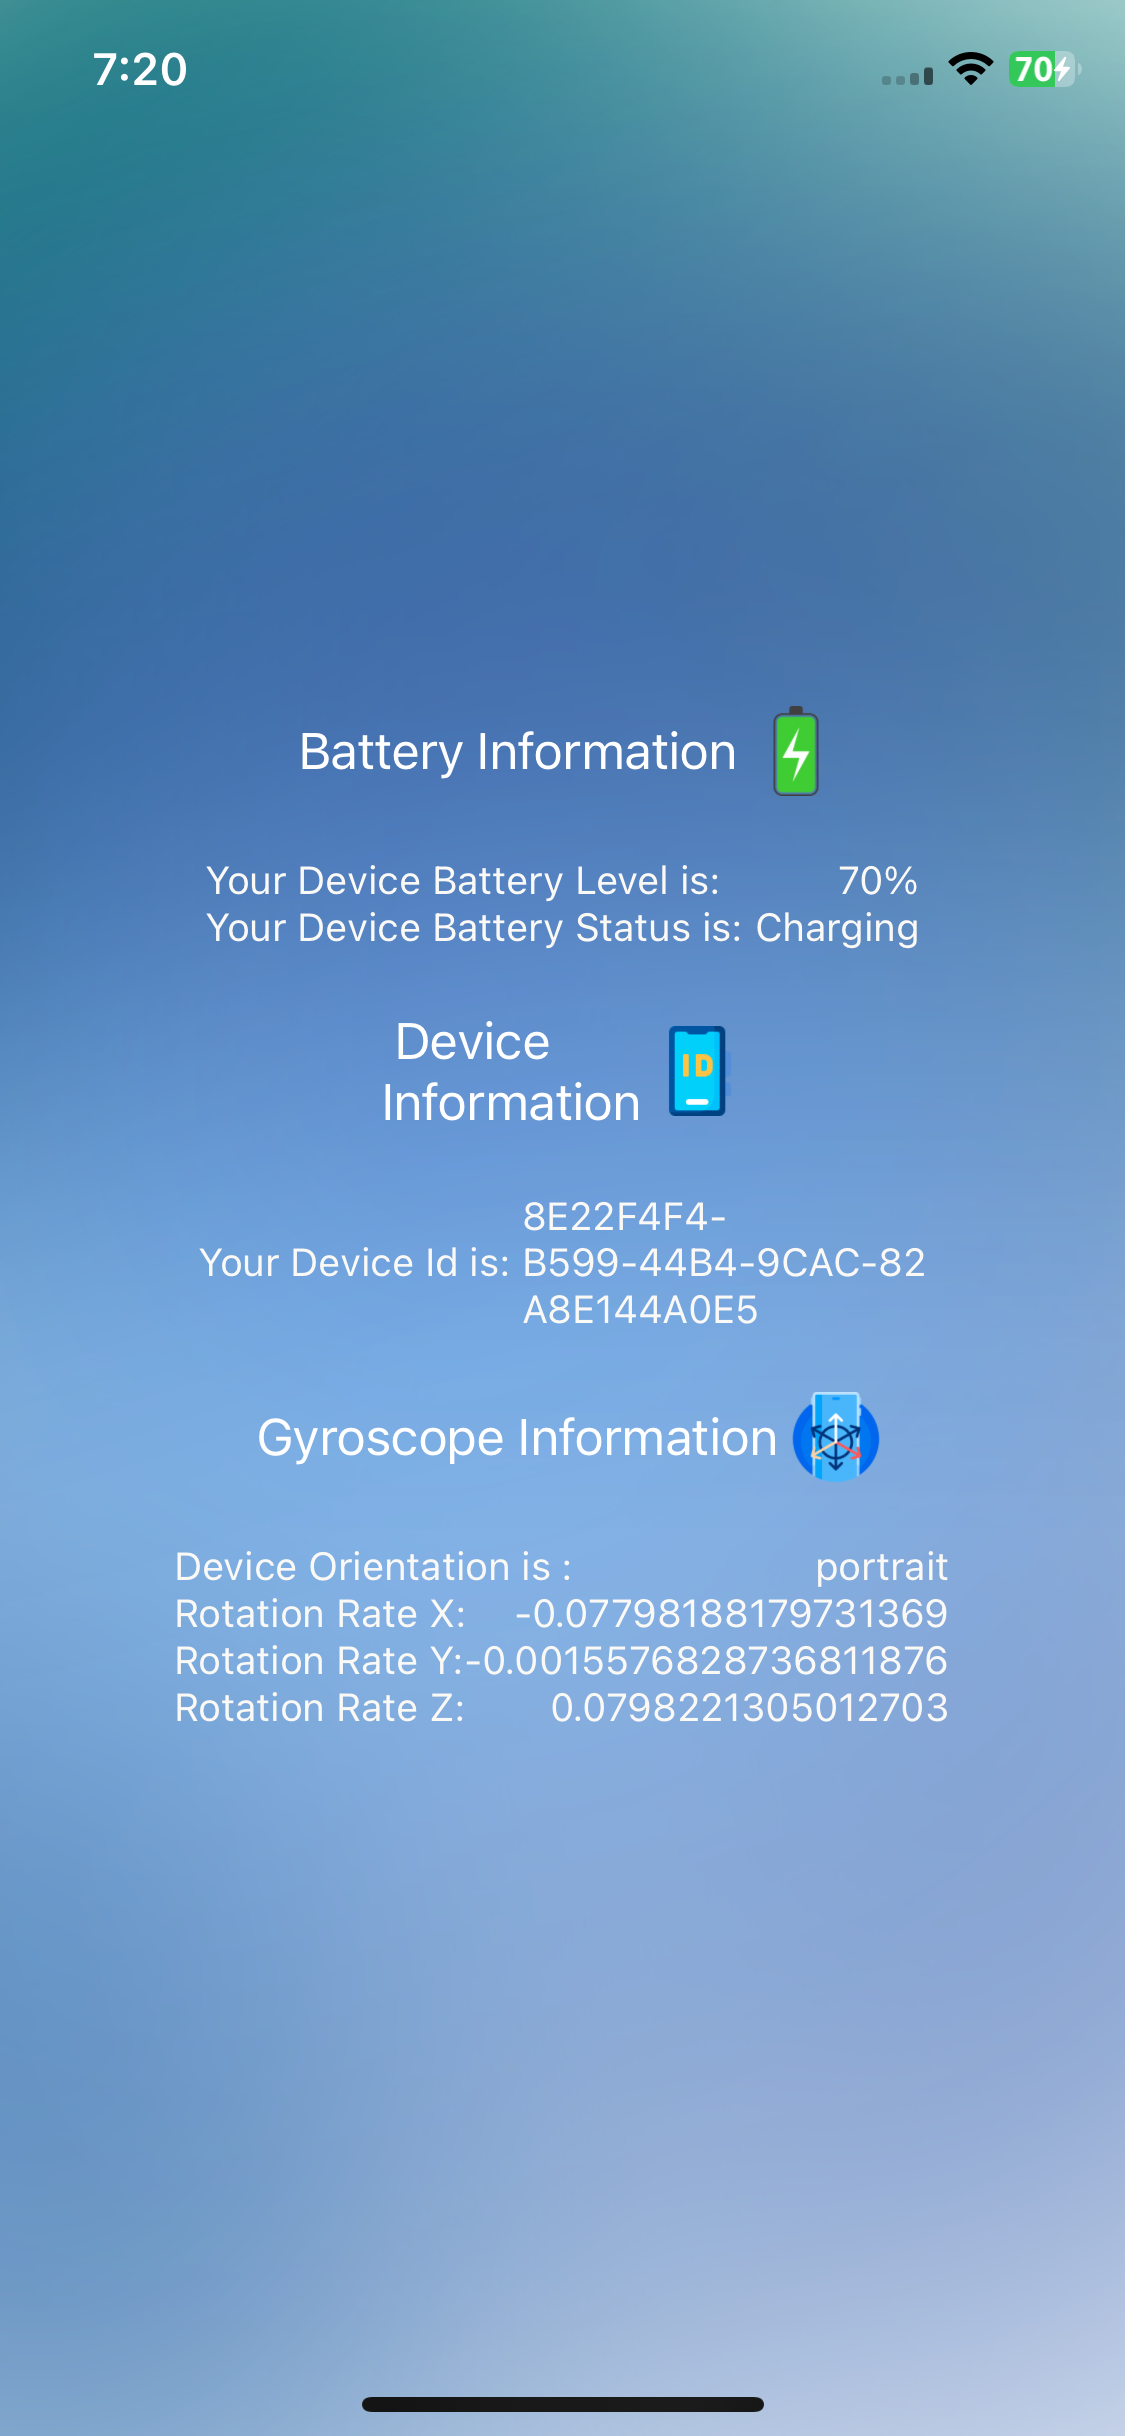 7:20
70
Battery Information
Your Device Battery Level is: 70%
Your Device Battery Status is: Charging
Device
Information
ID
8E22F4F4-
Your Device Id is: B599-44B4-9CAC-82
A8E144A0E5
Gyroscope Information
Device Orientation is : portrait
Rotation Rate X: -0.07798188179731369
Rotation Rate Y:-0.0015576828736811876
Rotation Rate Z: 0.0798221305012703